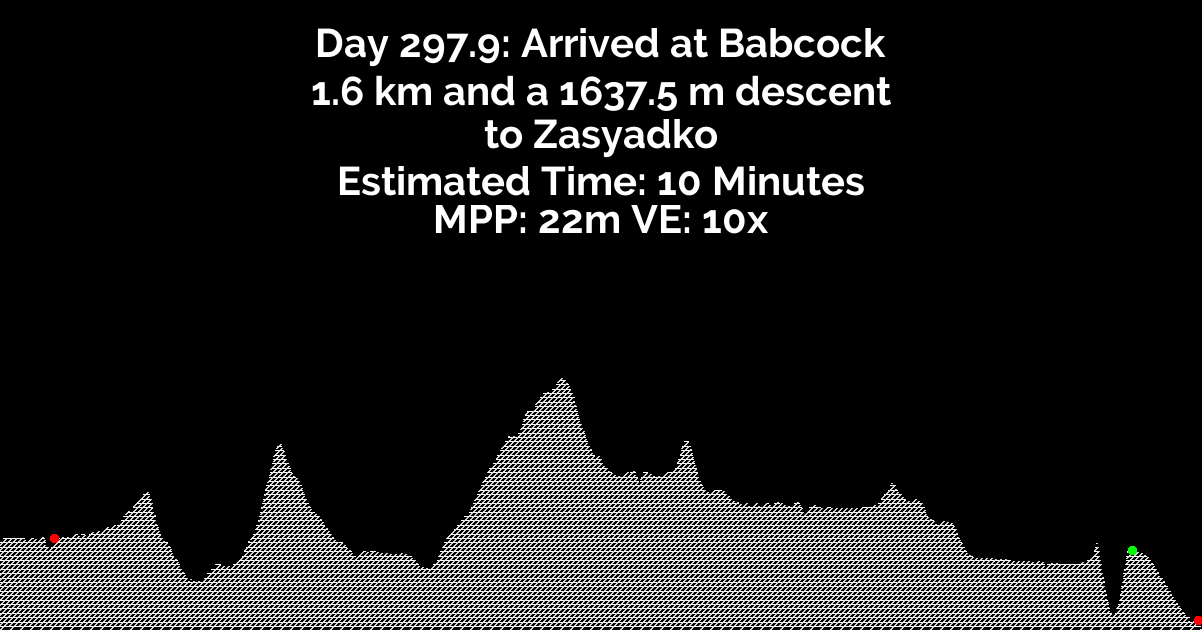 Day 297.9: Arrived at Babcock
1.6 km and a 1637.5 m descent
to Zasyadko
Estimated Time: 10 Minutes
MPP: 22m VE: 10x